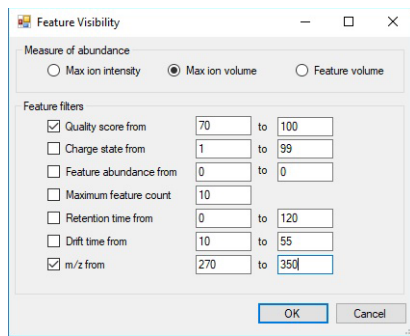 Feature Visibility
Measure of abundance
Max ion intensity Max ion volume Feature volume
Feature filters
Quality score from 70 to 100
Charge state from 1 to 99
Feature abundance from 0 to 0
Maximum feature count 10
Retention time from 0 to 120
Drift time from 10 to 55
m/z from 270 to 350
OK Cancel